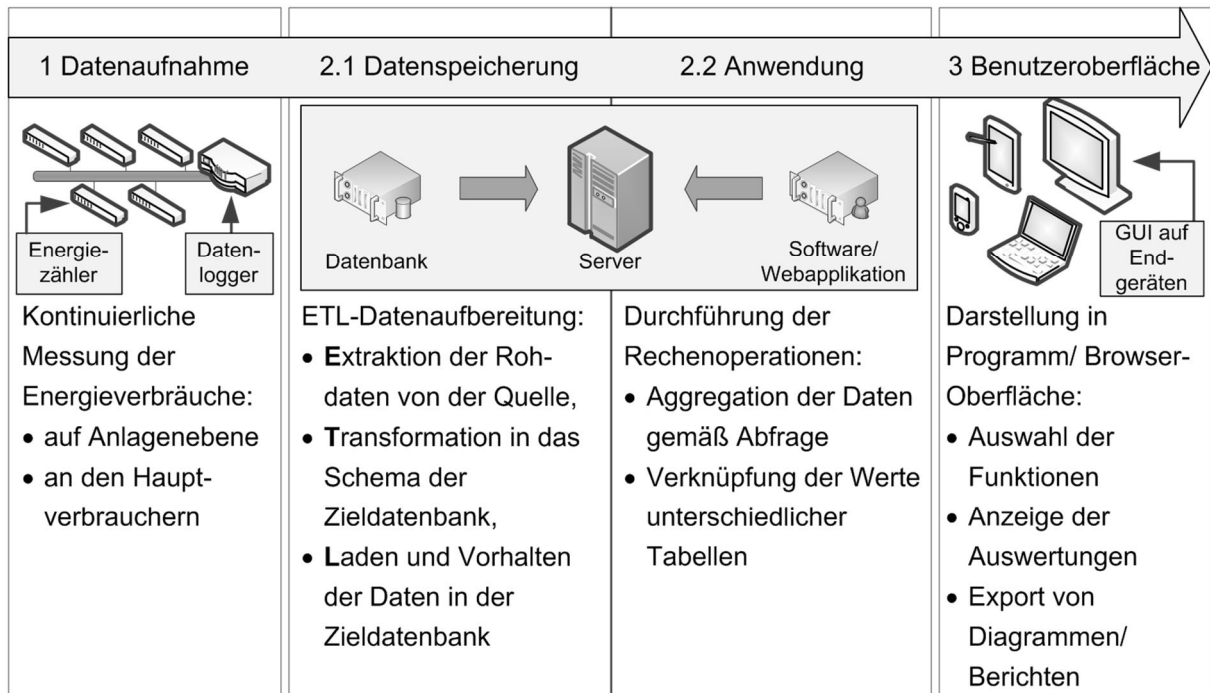 1 Datenaufnahme
2.1 Datenspeicherung
2.2 Anwendung
3 Benutzeroberfläche
Energie-
zähler
Daten-
logger
Datenbank
Server
Software/
Webapplikation
GUI auf
End-
geräten
Kontinuierliche
Messung der
Energieverbräuche:
• auf Anlagenebene
• an den Haupt-
verbrauchern
ETL-Datenaufbereitung:
• Extraktion der Roh-
daten von der Quelle,
• Transformation in das
Schema der
Zieldatenbank,
• Laden und Vorhalten
der Daten in der
Zieldatenbank
Durchführung der
Rechenoperationen:
• Aggregation der Daten
gemäß Abfrage
• Verknüpfung der Werte
unterschiedlicher
Tabellen
Darstellung in
Programm/ Browser-
Oberfläche:
• Auswahl der
Funktionen
• Anzeige der
Auswertungen
• Export von
Diagrammen/
Berichten